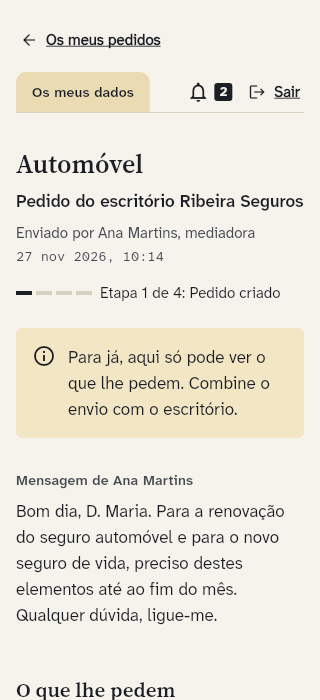 Os meus pedidos
Os meus dados
2
Sair
Automóvel
Pedido do escritório Ribeira Seguros
Enviado por Ana Martins, mediadora
27 nov 2026, 10:14
Etapa 1 de 4: Pedido criado
Para já, aqui só pode ver o
que lhe pedem. Combine o
envio com o escritório.
Mensagem de Ana Martins
Bom dia, D. Maria. Para a renovação
do seguro automóvel e para o novo
seguro de vida, preciso destes
elementos até ao fim do mês.
Qualquer dúvida, ligue-me.
O que lhe pedem